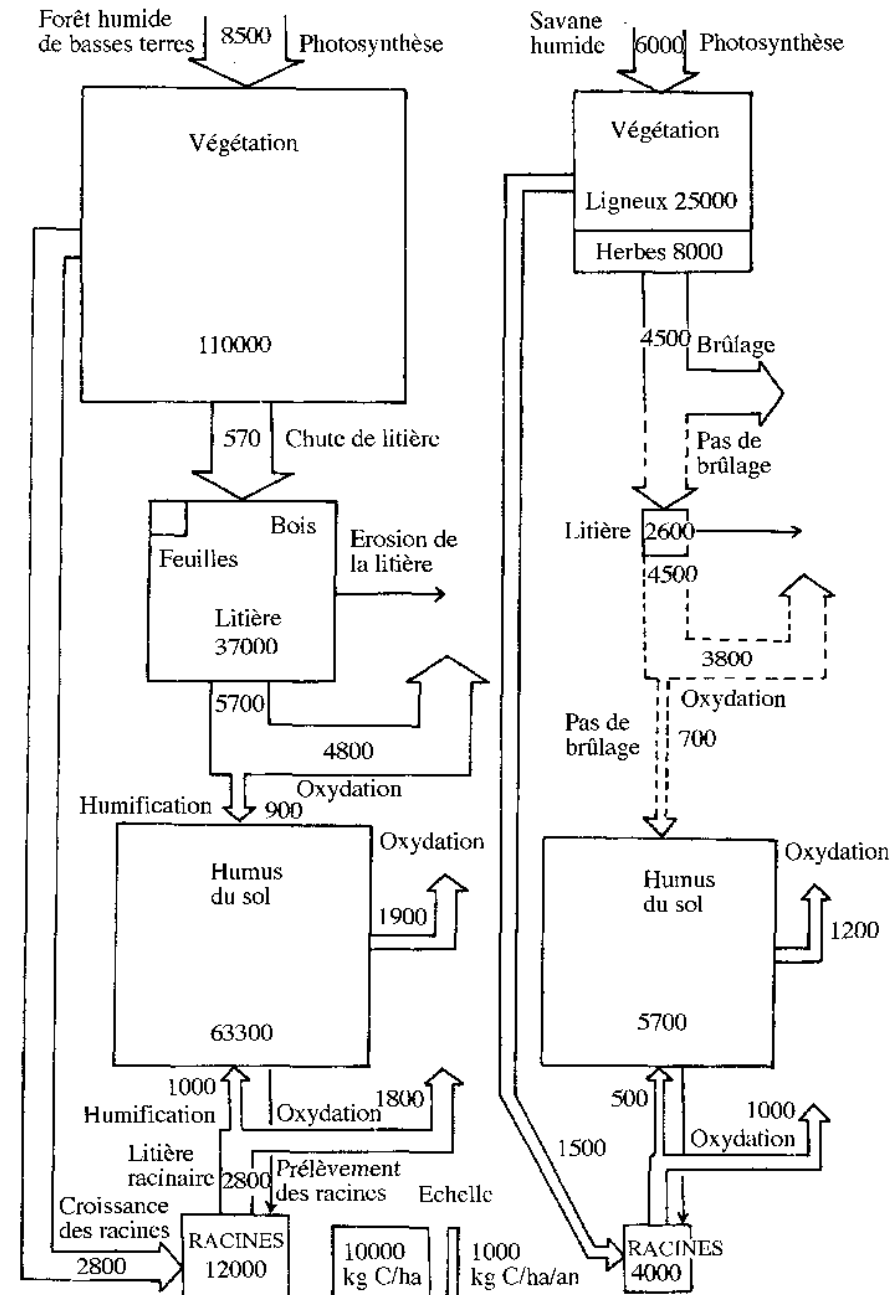 Forêt humide
de basses terres
8500
Photosynthèse
Végétation
110000
570
Chute de litière
Bois
Feuilles
Litière
37000
Erosion de
la litière
5700
4800
Oxydation
Humification
900
Humus
du sol
63300
Oxydation
1900
1000
Humification
Oxydation
1800
Litière
racinaire
2800
Prélèvement
des racines
Croissance
des racines
2800
RACINES
12000
Echelle
10000
kg C/ha
1000
kg C/ha/an
Savane
humide
6000
Photosynthèse
Végétation
Ligneux 25000
Herbes 8000
4500
Brûlage
Pas de
brûlage
Litière
2600
4500
3800
Oxydation
Pas de
brûlage
700
Humus
du sol
5700
Oxydation
1200
500
1000
Oxydation
1500
RACINES
4000